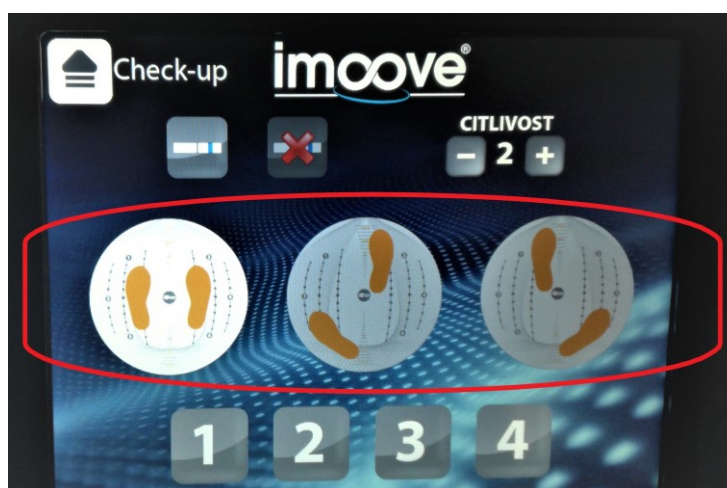 Check-up
imoove®
CITLIVOST
− 2 +
1 2 3 4